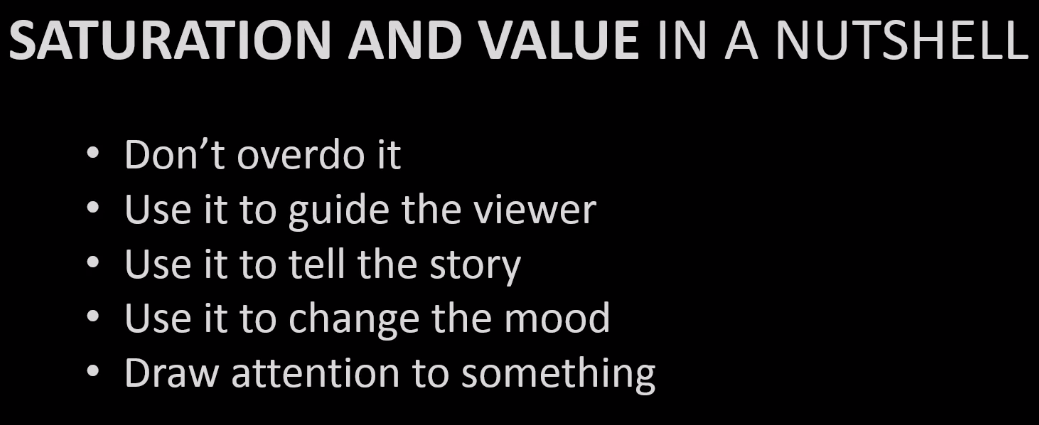 SATURATION AND VALUE IN A NUTSHELL
• Don’t overdo it
• Use it to guide the viewer
• Use it to tell the story
• Use it to change the mood
• Draw attention to something